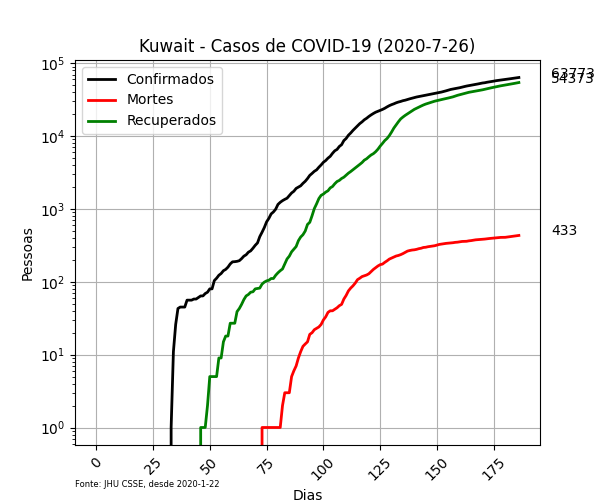 Kuwait - Casos de COVID-19 (2020-7-26)
Confirmados
Mortes
Recuperados
63773
54373
433
10^5
10^4
10^3
10^2
10^1
10^0
Pessoas
0 25 50 75 100 125 150 175
Fonte: JHU CSSE, desde 2020-1-22
Dias